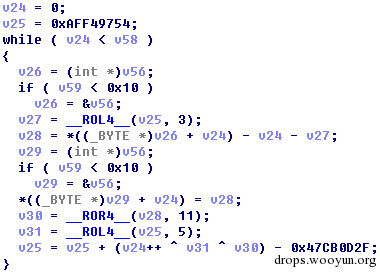 v24 = 0;
v25 = 0xAFF49754;
while ( v24 < v58 )
{
  v26 = (int *)v56;
  if ( v59 < 0x10 )
    v26 = &v56;
  v27 = __ROL4__(v25, 3);
  v28 = *((_BYTE *)v26 + v24) - v24 - v27;
  v29 = (int *)v56;
  if ( v59 < 0x10 )
    v29 = &v56;
  *((_BYTE *)v29 + v24) = v28;
  v30 = __ROR4__(v28, 11);
  v31 = __ROL4__(v25, 5);
  v25 = v25 + (v24++ ^ v31 ^ v30) - 0x47CB0D2F;
}
drops.wooyun.org